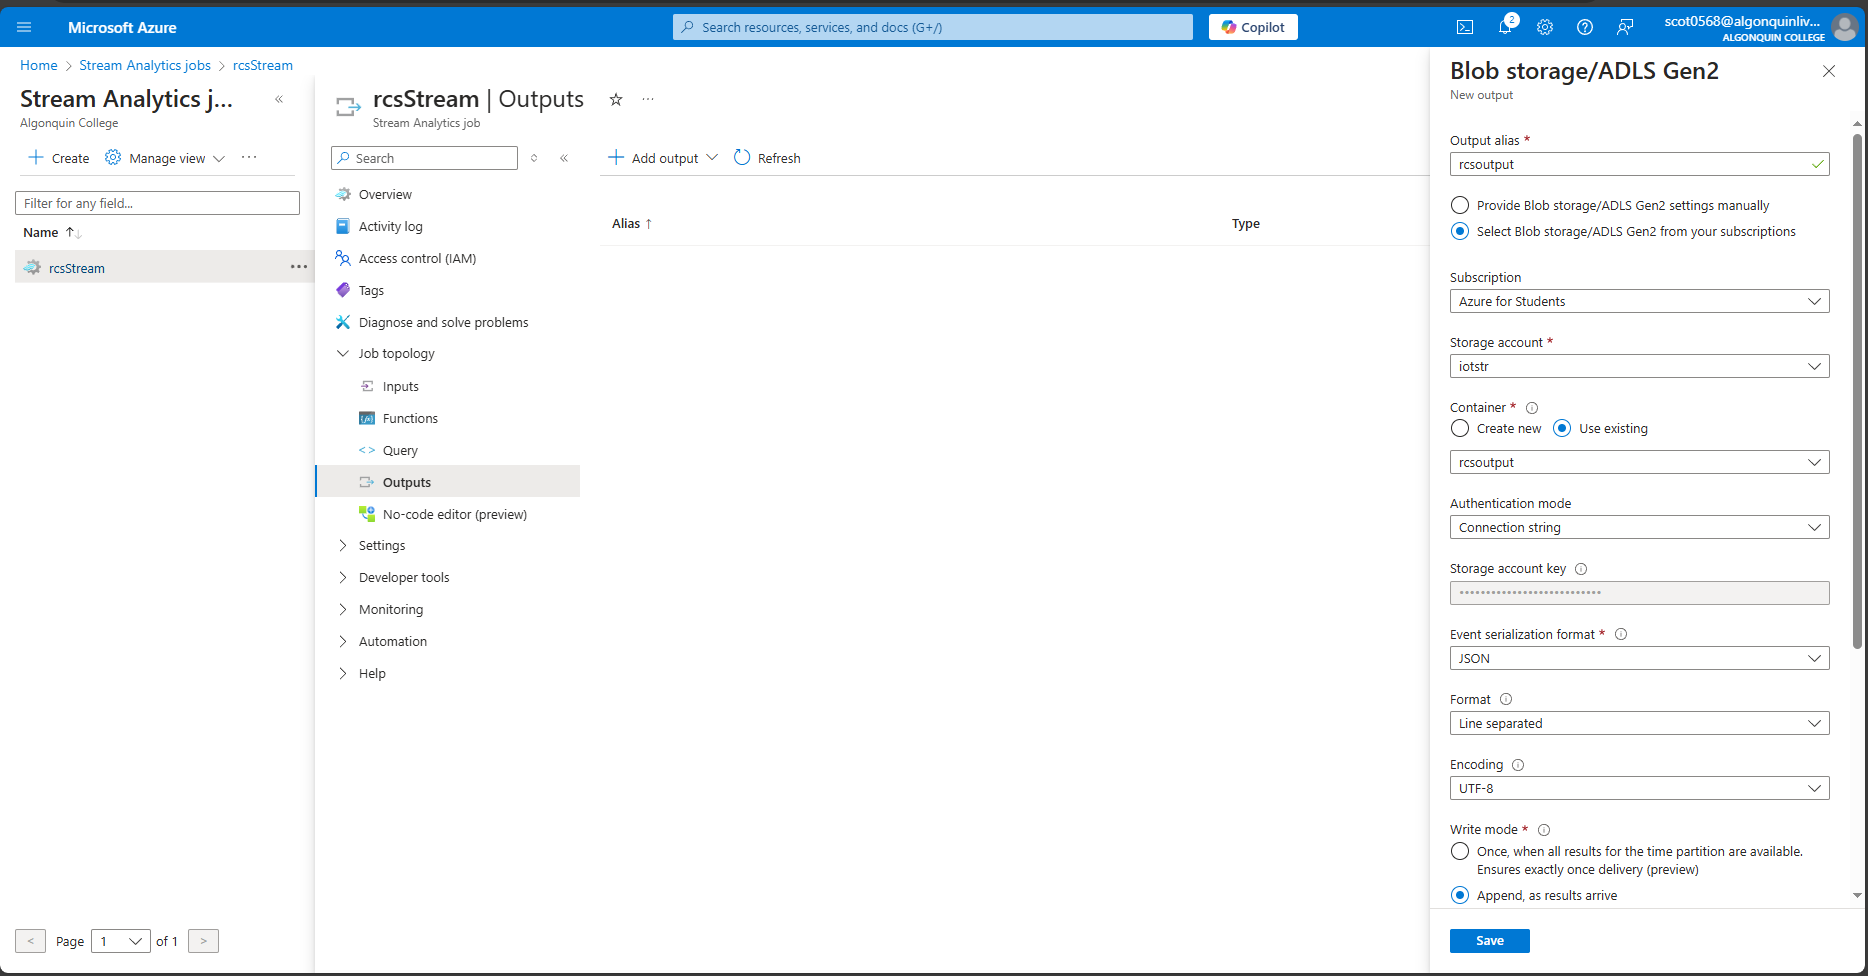 Microsoft Azure
Search resources, services, and docs (G+/)
Copilot
2
scot0568@algonquinliv...
ALGONQUIN COLLEGE
Home > Stream Analytics jobs > rcsStream
Stream Analytics j...
Algonquin College
Create
Manage view
Filter for any field...
Name
rcsStream
< Page 1 of 1 >
rcsStream | Outputs
Stream Analytics job
Search
Overview
Activity log
Access control (IAM)
Tags
Diagnose and solve problems
Job topology
Inputs
Functions
Query
Outputs
No-code editor (preview)
Settings
Developer tools
Monitoring
Automation
Help
Add output
Refresh
Alias ↑
Type
Blob storage/ADLS Gen2
New output
Output alias *
rcsoutput
Provide Blob storage/ADLS Gen2 settings manually
Select Blob storage/ADLS Gen2 from your subscriptions
Subscription
Azure for Students
Storage account *
iotstr
Container *
Create new
Use existing
rcsoutput
Authentication mode
Connection string
Storage account key
Event serialization format *
JSON
Format
Line separated
Encoding
UTF-8
Write mode *
Once, when all results for the time partition are available.
Ensures exactly once delivery (preview)
Append, as results arrive
Save